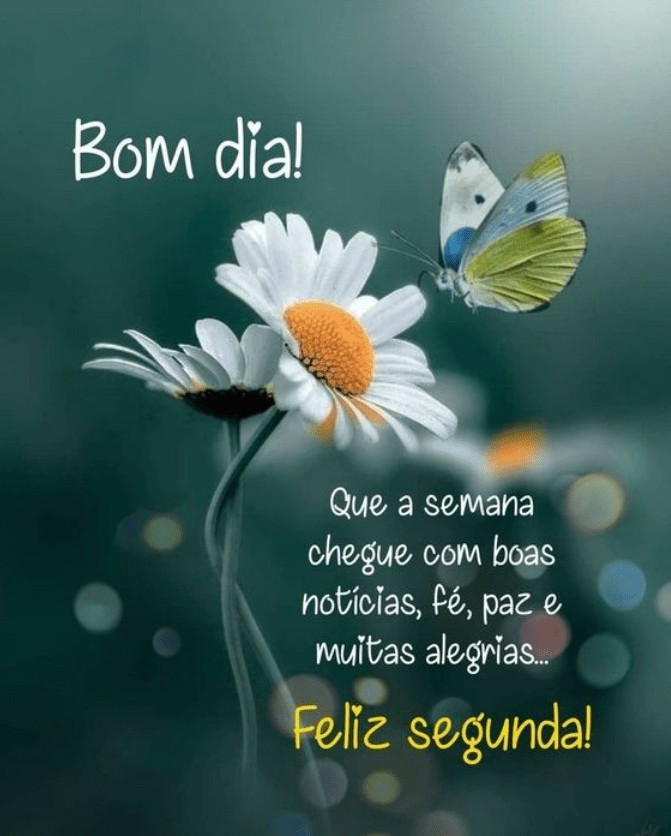 Bom dia!
Que a semana
chegue com boas
notícias, fé, paz e
muitas alegrias...
Feliz segunda!